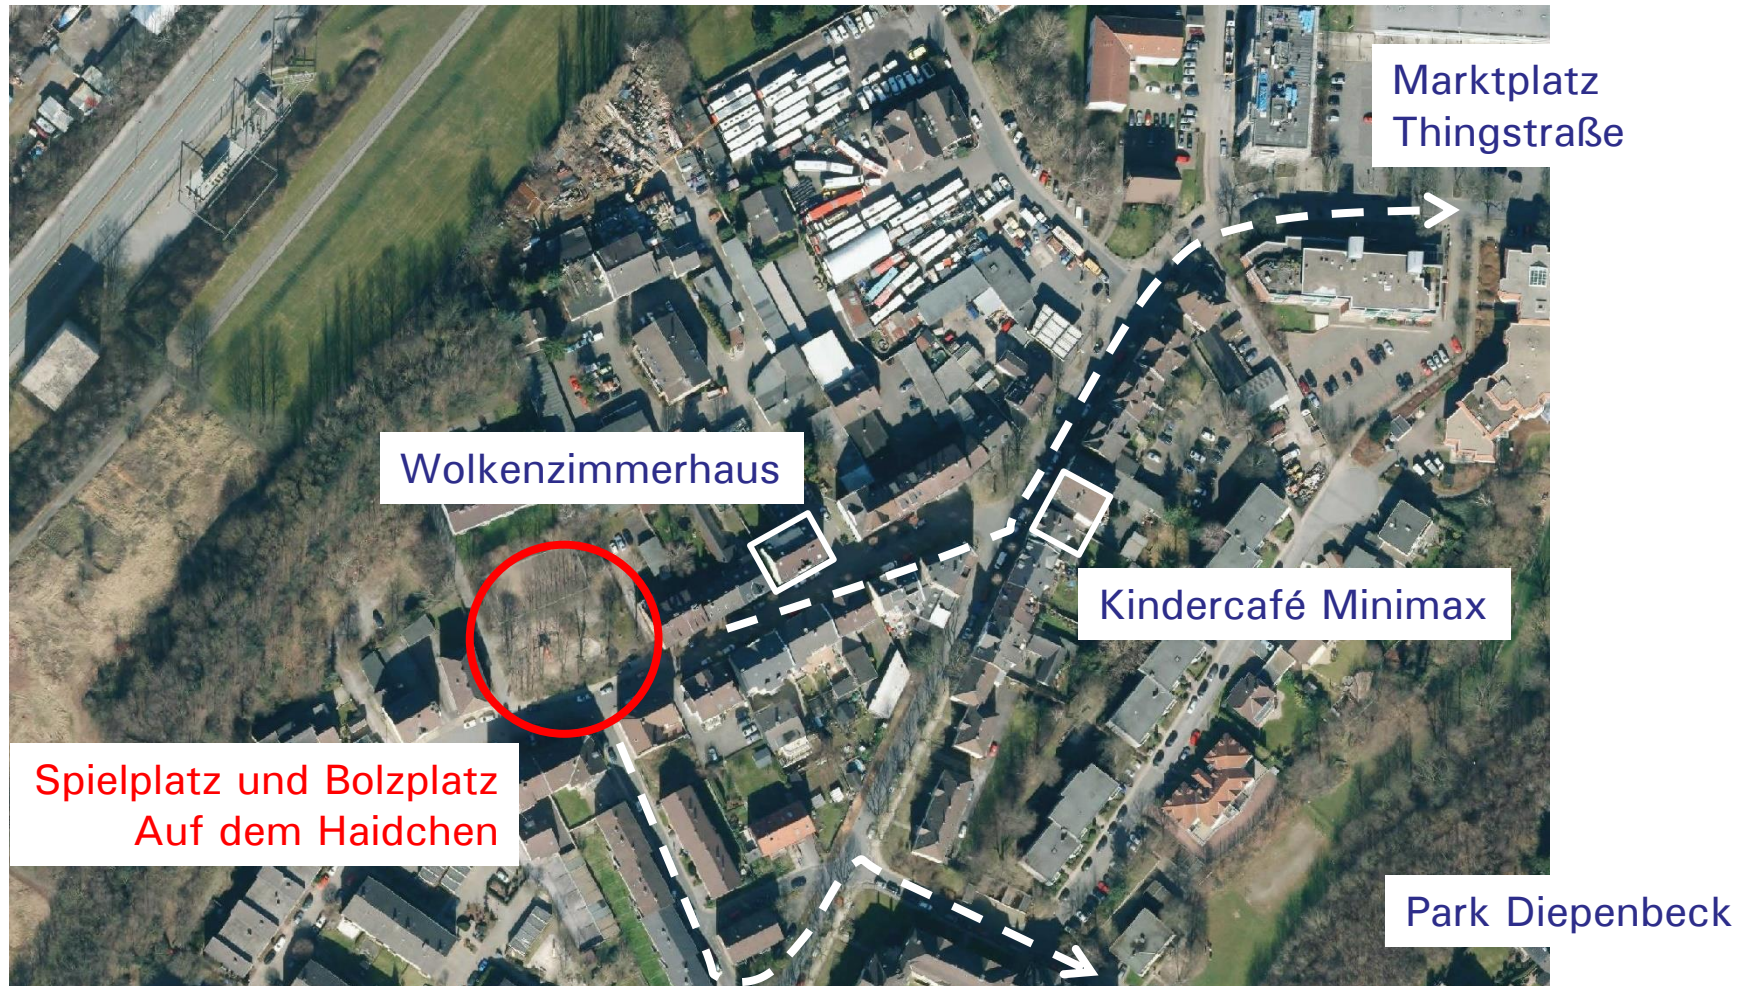 Marktplatz
Thingstraße
Wolkenzimmerhaus
Kindercafé Minimax
Spielplatz und Bolzplatz
Auf dem Haidchen
Park Diepenbeck